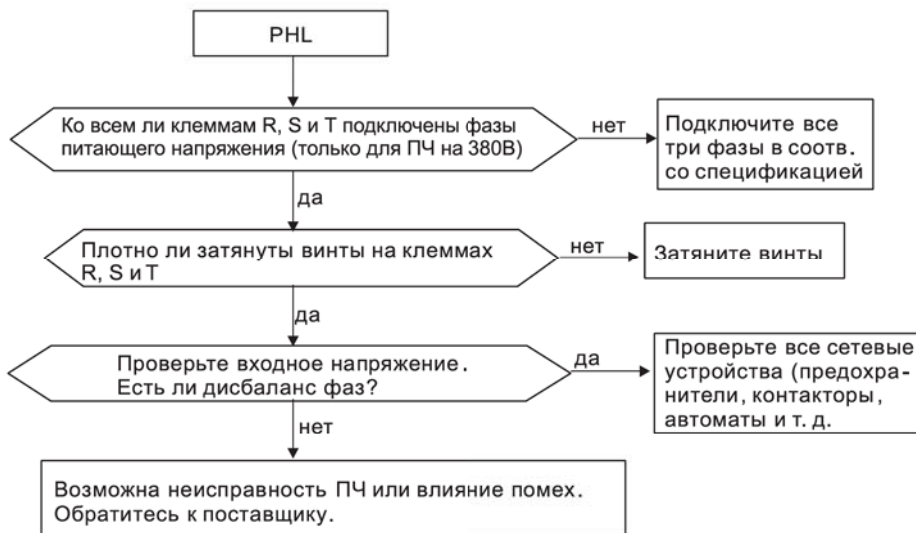 PHL
Ко всем ли клеммам R, S и T подключены фазы
питающего напряжения (только для ПЧ на 380В)
нет
Подключите все
три фазы в соотв.
со спецификацией
да
Плотно ли затянуты винты на клеммах
R, S и T
нет
Затяните винты
да
Проверьте входное напряжение.
Есть ли дисбаланс фаз?
да
Проверьте все сетевые
устройства (предохра-
нители, контакторы,
автоматы и т. д.
нет
Возможна неисправность ПЧ или влияние помех.
Обратитесь к поставщику.